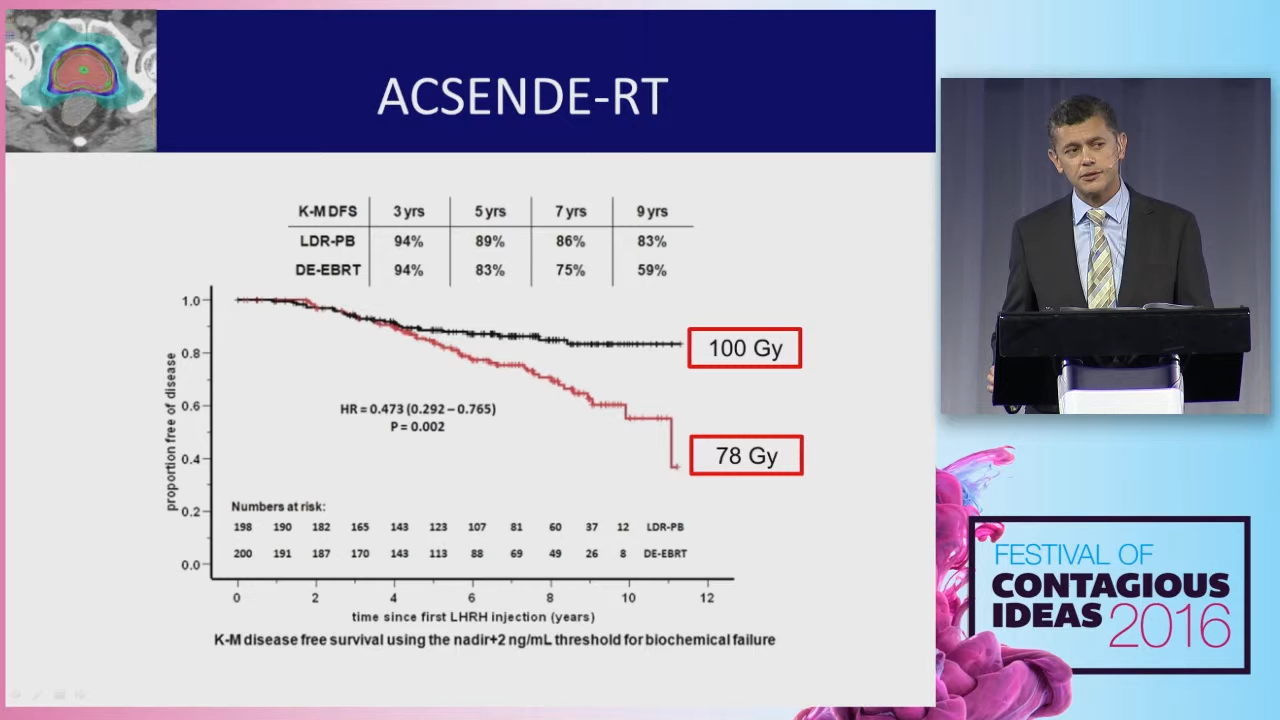 ACSENDE-RT
K-M DFS 3 yrs 5 yrs 7 yrs 9 yrs
LDR-PB 94% 89% 86% 83%
DE-EBRT 94% 83% 75% 59%
proportion free of disease
1.0
0.8
0.6
0.4
0.2
0.0
100 Gy
78 Gy
HR = 0.473 (0.292 – 0.765)
P = 0.002
Numbers at risk:
198 190 182 165 143 123 107 81 60 37 12 LDR-PB
200 191 187 170 143 113 88 69 49 26 8 DE-EBRT
0 2 4 6 8 10 12
time since first LHRH injection (years)
K-M disease free survival using the nadir+2 ng/mL threshold for biochemical failure
FESTIVAL OF
CONTAGIOUS
IDEAS 2016